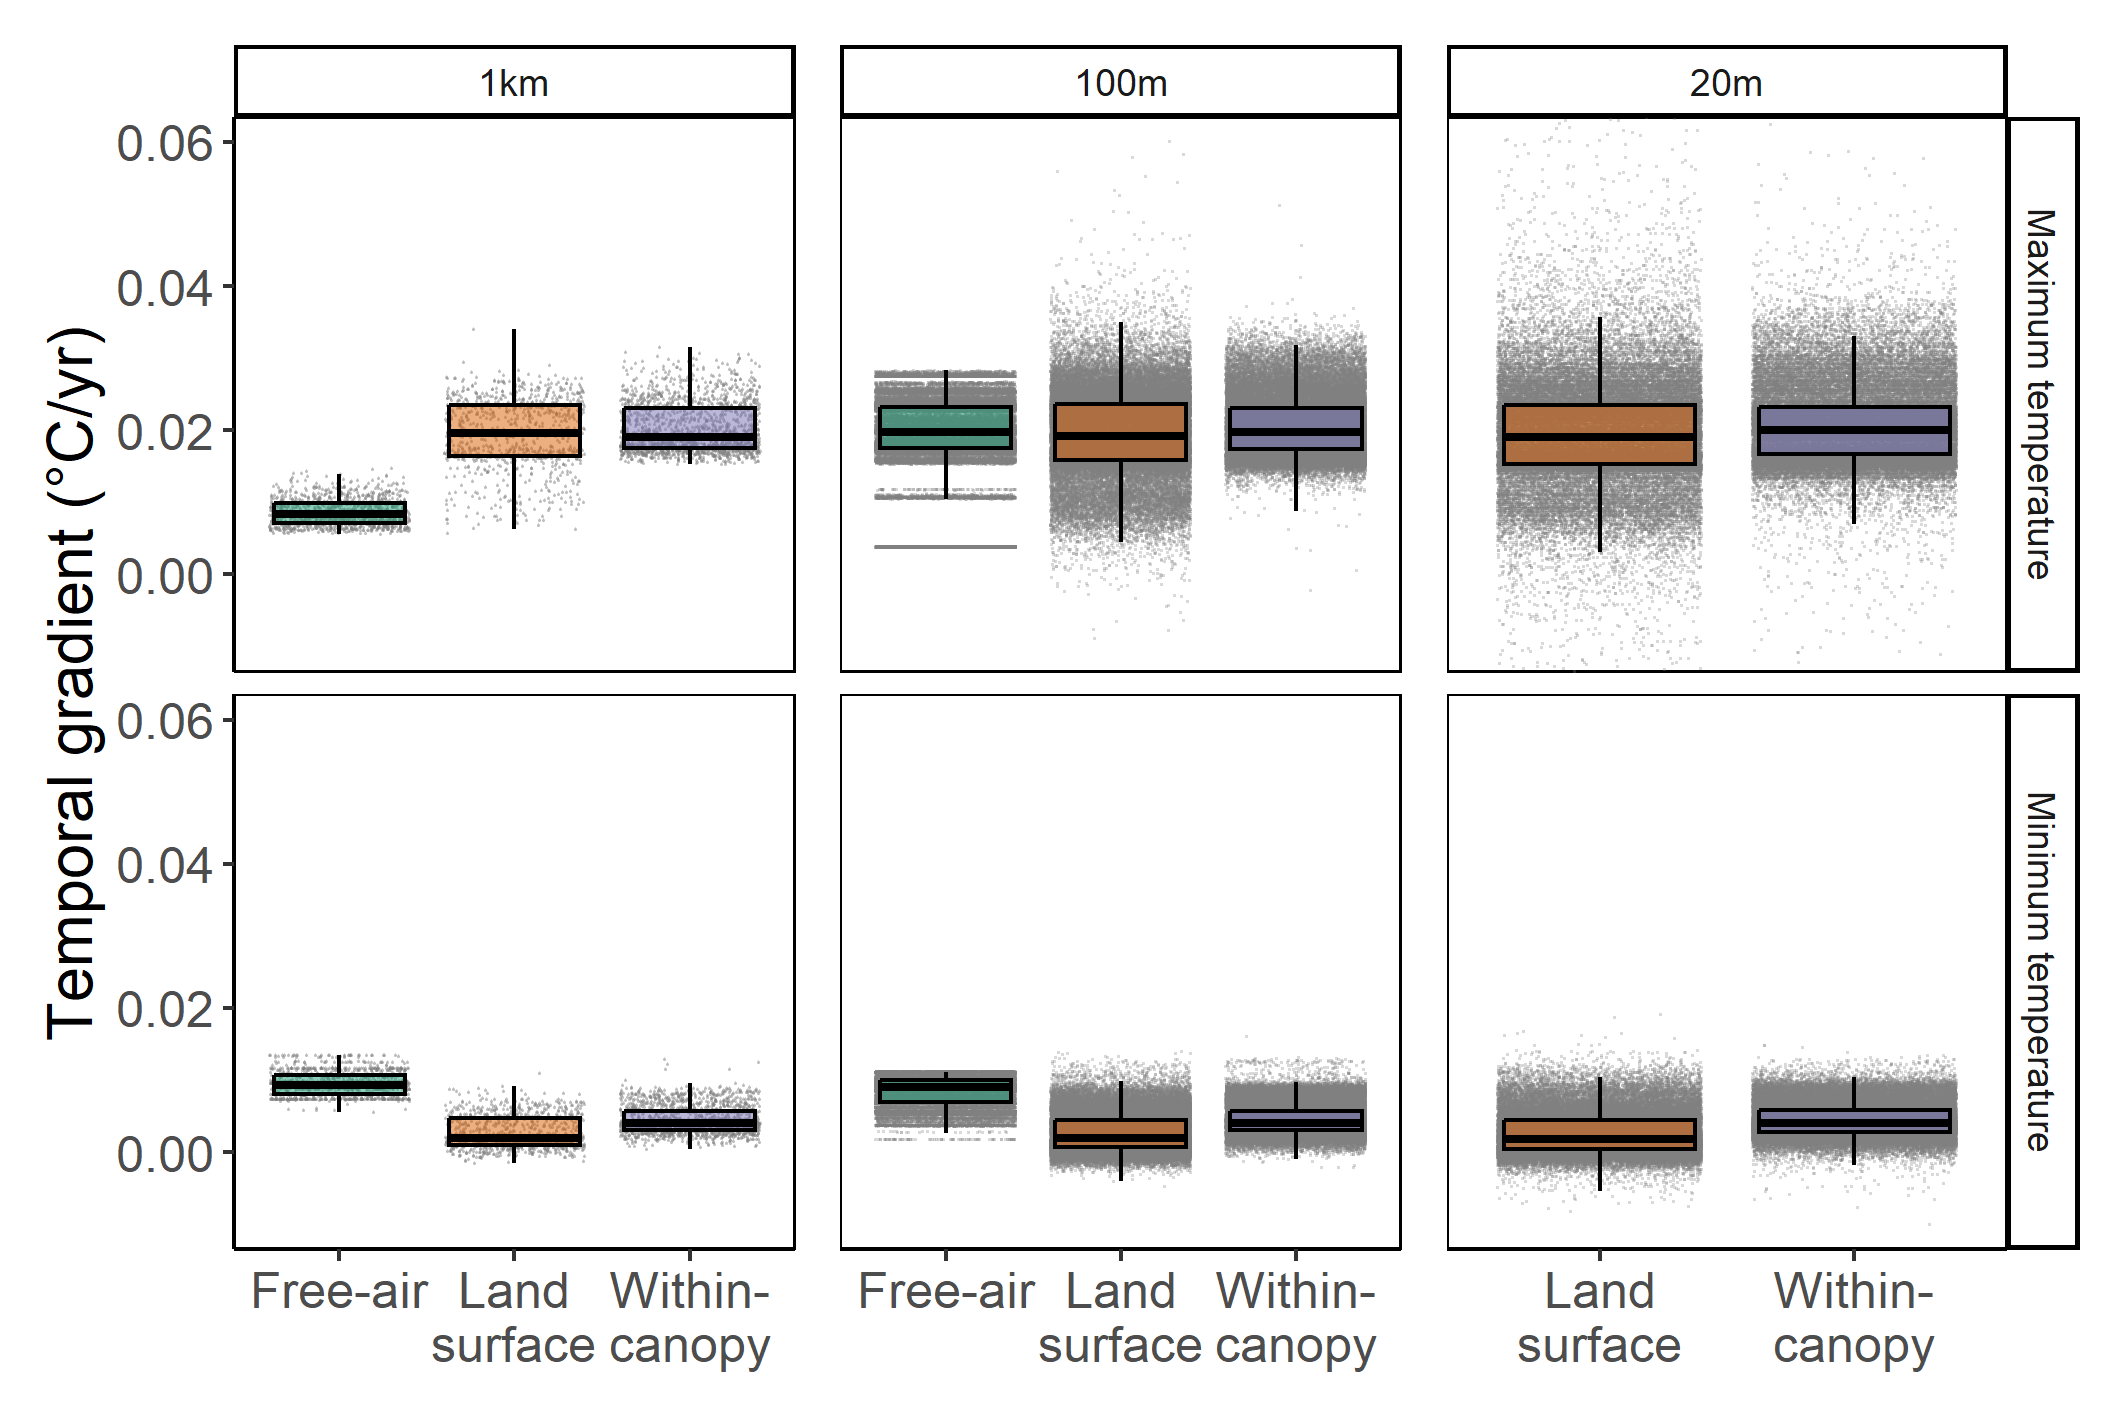 1km
100m
20m
Temporal gradient (°C/yr)
0.06
0.04
0.02
0.00
Maximum temperature
0.06
0.04
0.02
0.00
Minimum temperature
Free-air
Land
surface
Within-
canopy
Free-air
Land
surface
Within-
canopy
Land
surface
Within-
canopy